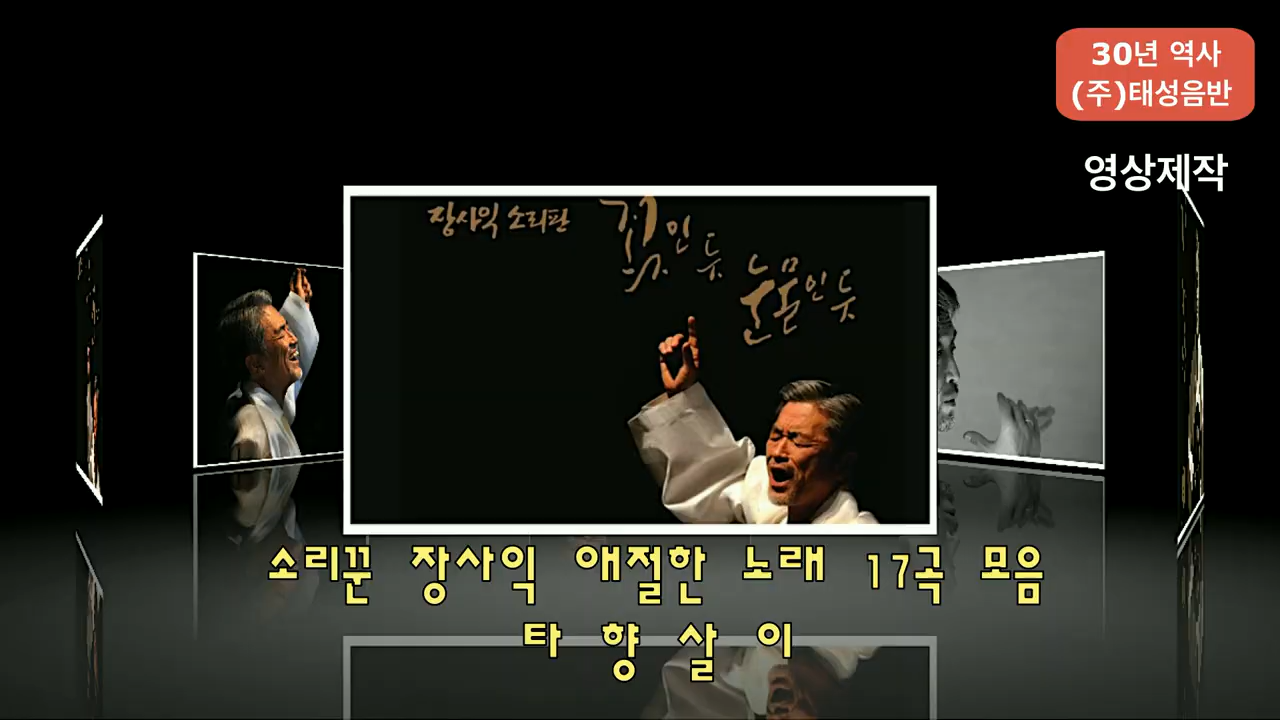 30년 역사
(주)태성음반
영상제작
장사익 소리판
꽃인 듯
눈물인 듯
소리꾼 장사익 애절한 노래 17곡 모음
타 향 살 이